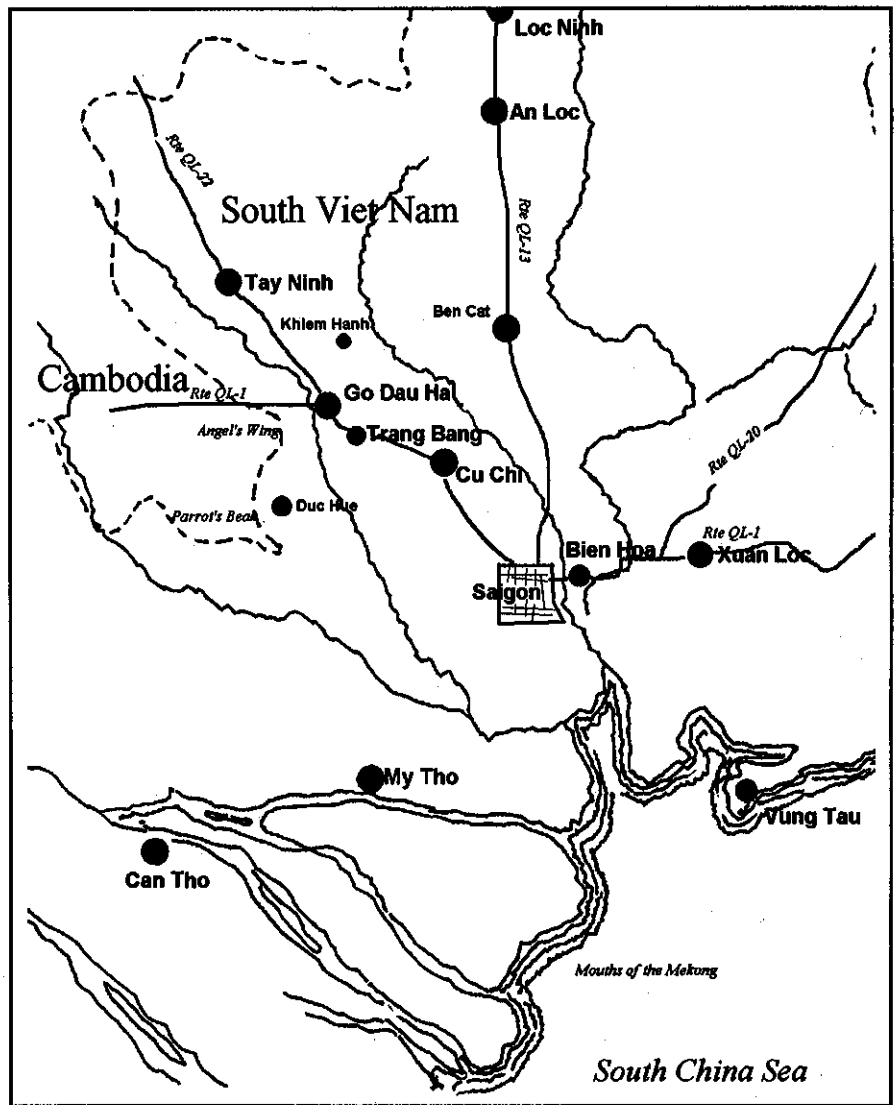 Loc Ninh
An Loc
Rte QL-22
South Viet Nam
Rte QL-13
Tay Ninh
Khiem Hanh
Ben Cat
Cambodia
Rte QL-1
Go Dau Ha
Angel's Wing
Trang Bang
Cu Chi
Rte QL-20
Parrot's Beak
Duc Hue
Rte QL-1
Bien Hoa
Xuan Loc
Saigon
My Tho
Vung Tau
Can Tho
Mouths of the Mekong
South China Sea